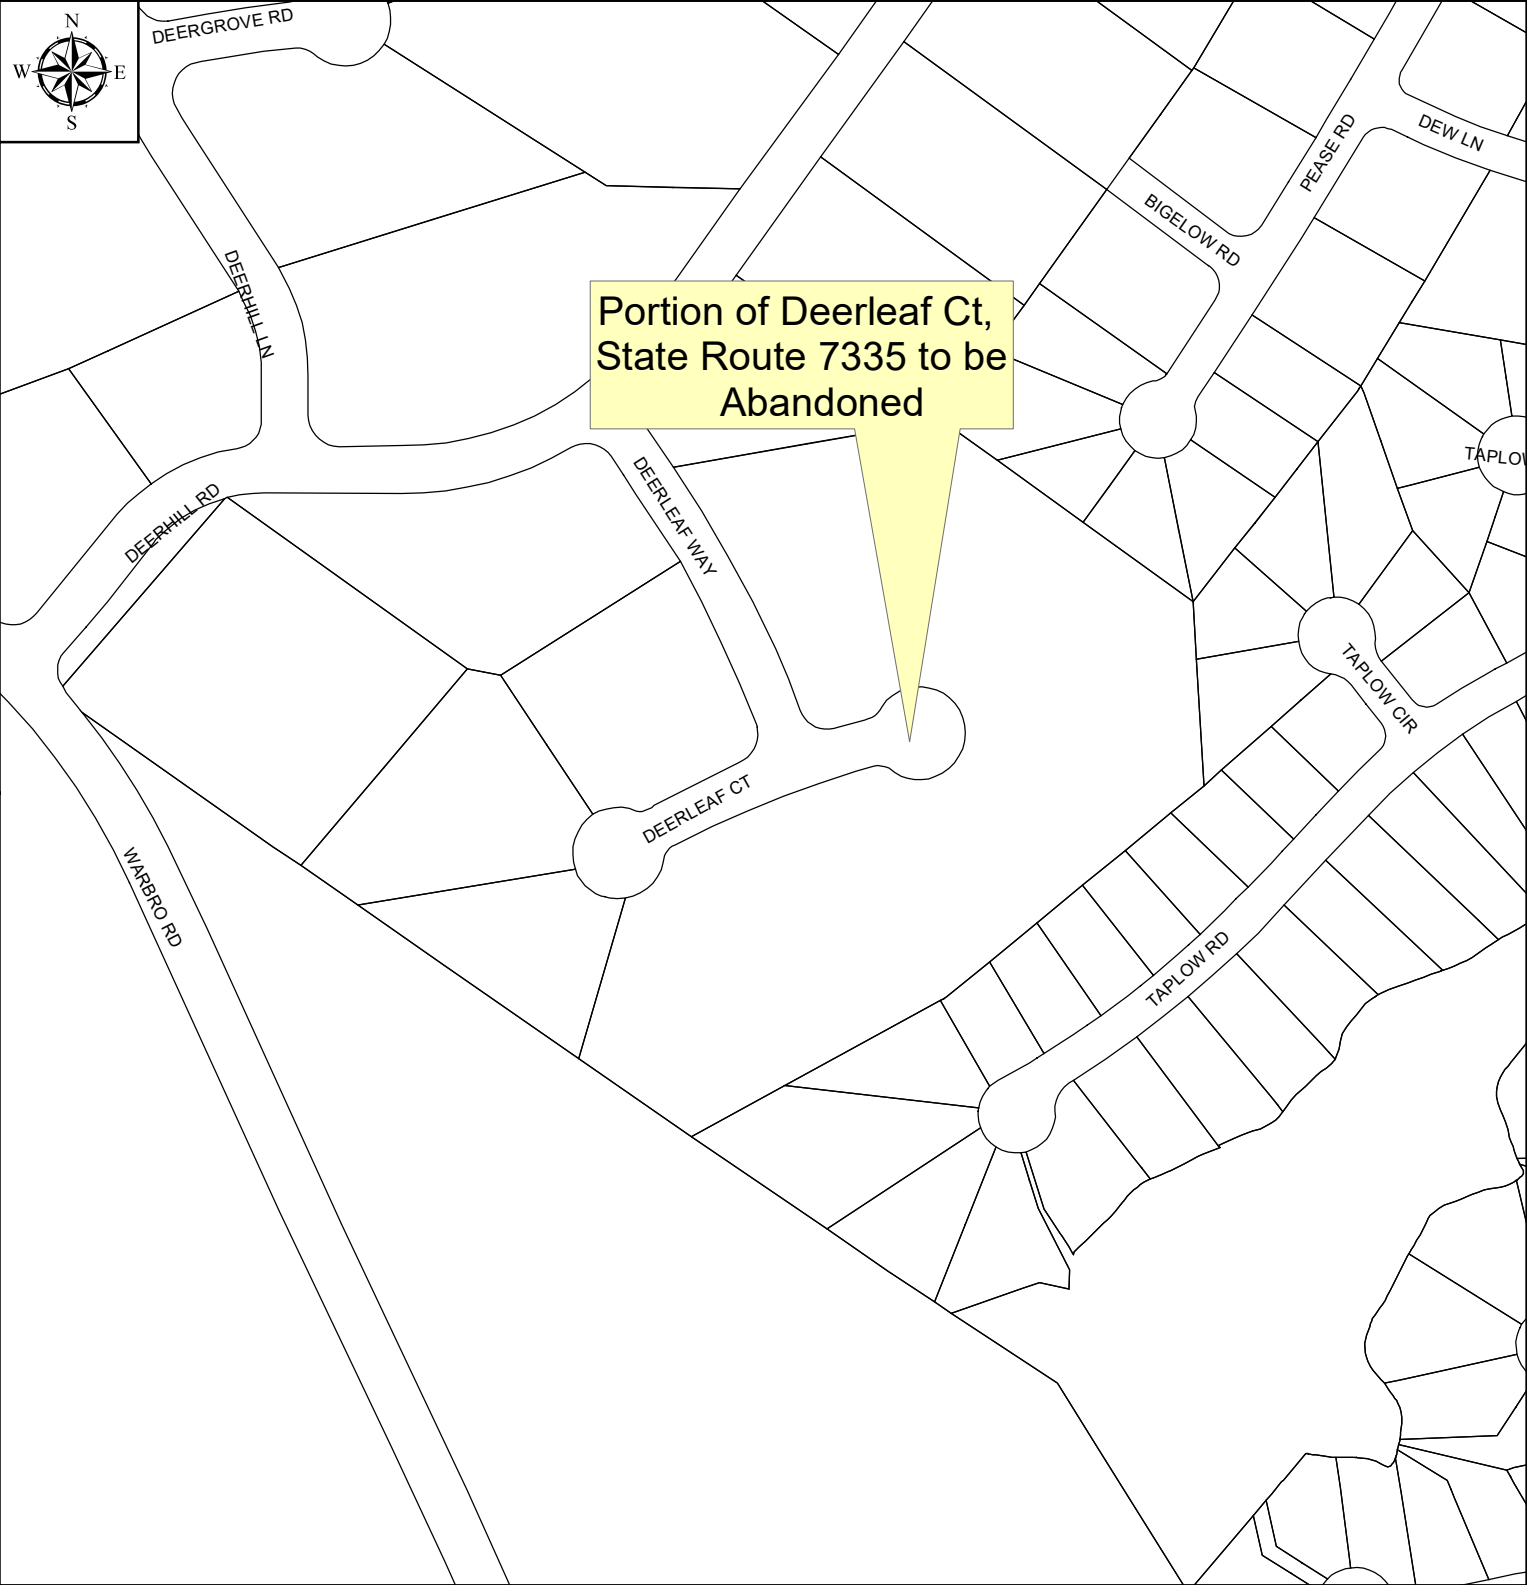 DEERGROVE RD
N
W E
S
DEW LN
PEASE RD
BIGELOW RD
DEERHILL LN
Portion of Deerleaf Ct,
State Route 7335 to be
Abandoned
TAPLOW
DEERLEAF WAY
DEERHILL RD
TAPLOW CIR
DEERLEAF CT
WARBRO RD
TAPLOW RD